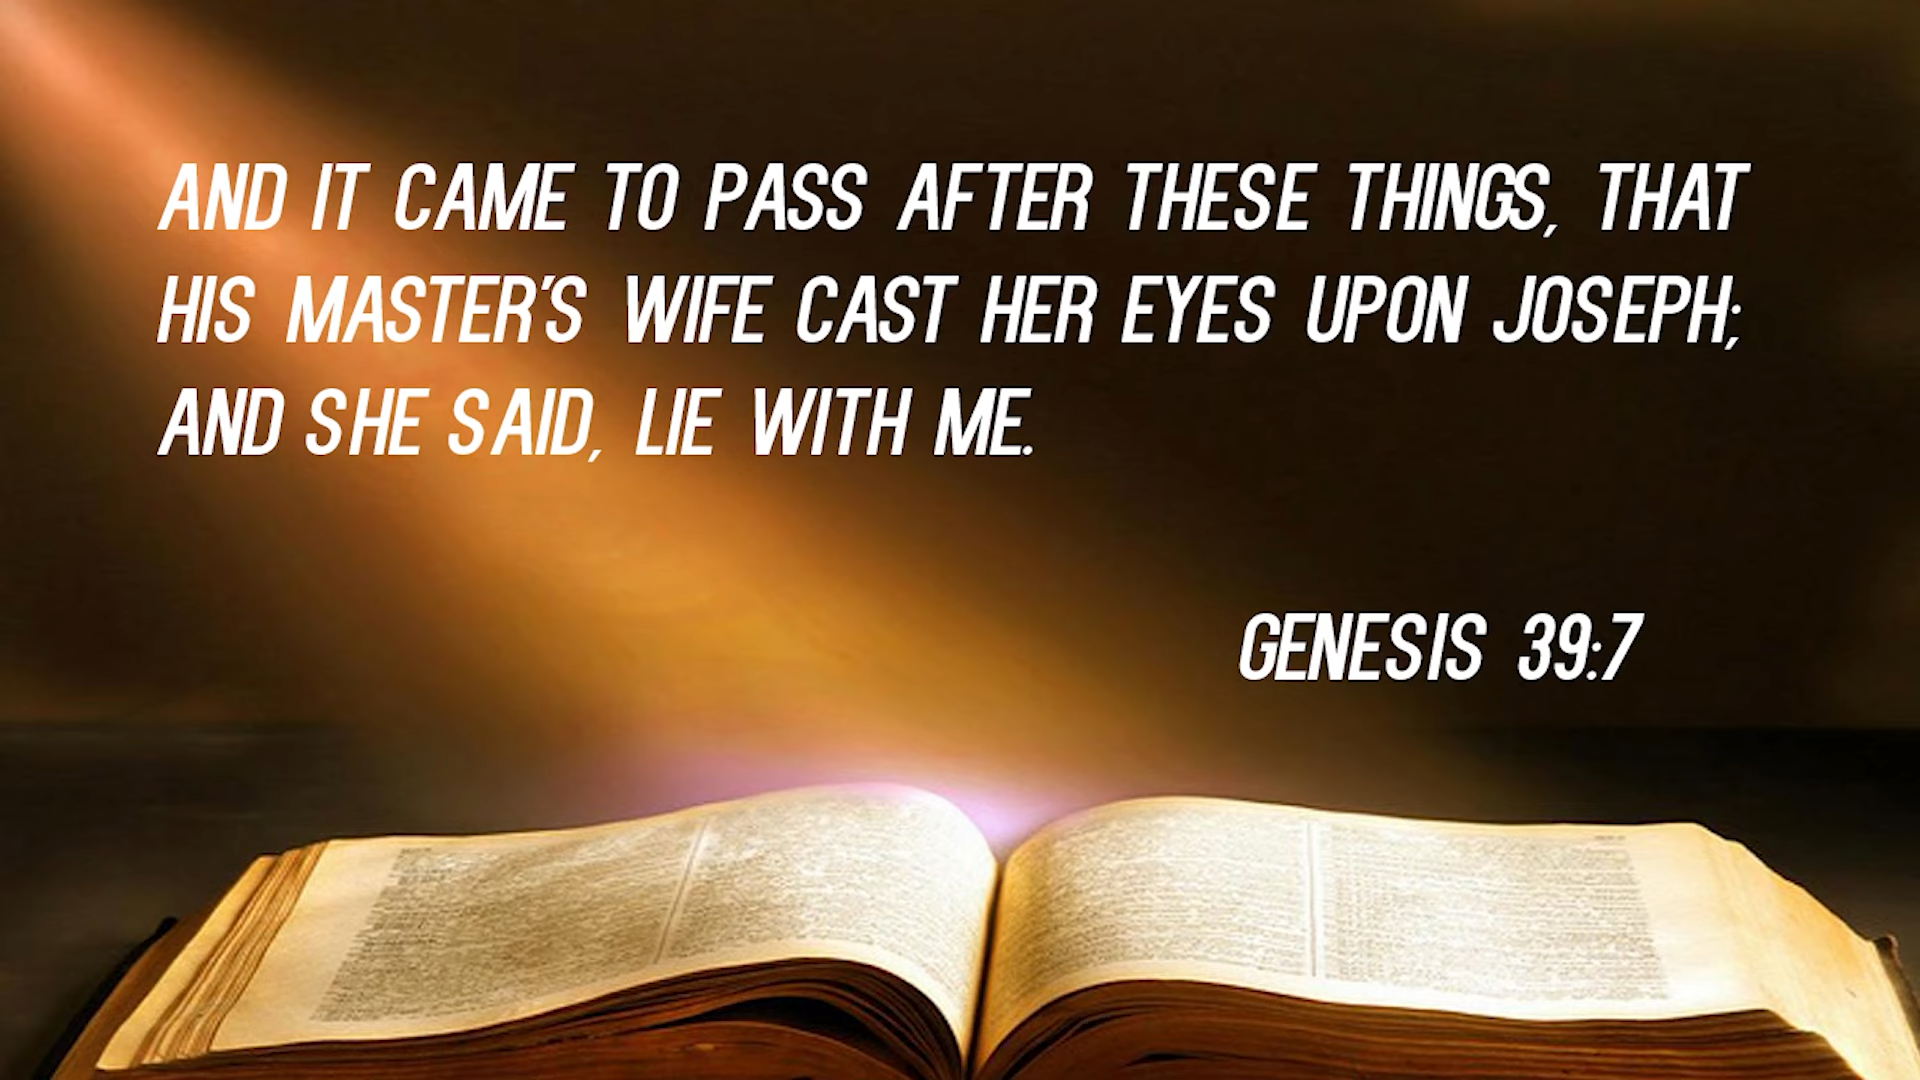 AND IT CAME TO PASS AFTER THESE THINGS, THAT
HIS MASTER'S WIFE CAST HER EYES UPON JOSEPH;
AND SHE SAID, LIE WITH ME.
GENESIS 39:7